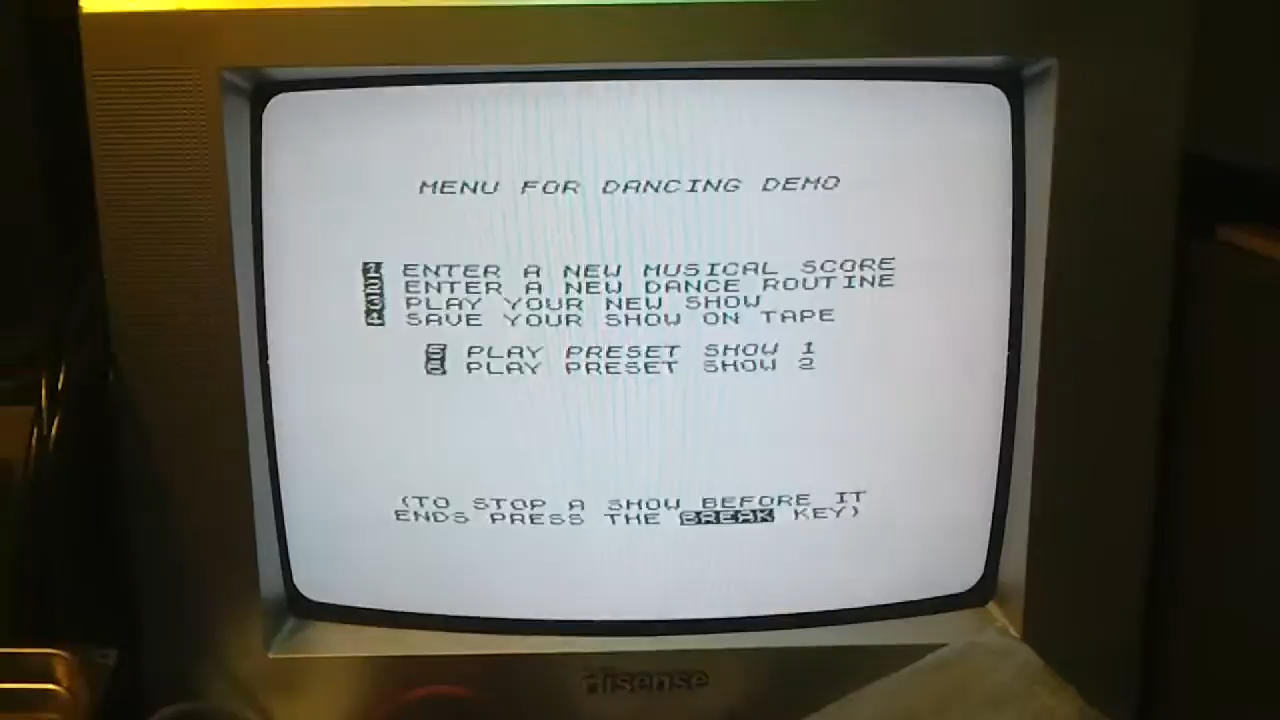 MENU FOR DANCING DEMO
1 ENTER A NEW MUSICAL SCORE
2 ENTER A NEW DANCE ROUTINE
3 PLAY YOUR NEW SHOW
4 SAVE YOUR SHOW ON TAPE
5 PLAY PRESET SHOW 1
6 PLAY PRESET SHOW 2
(TO STOP A SHOW BEFORE IT
ENDS PRESS THE BREAK KEY)
Hisense